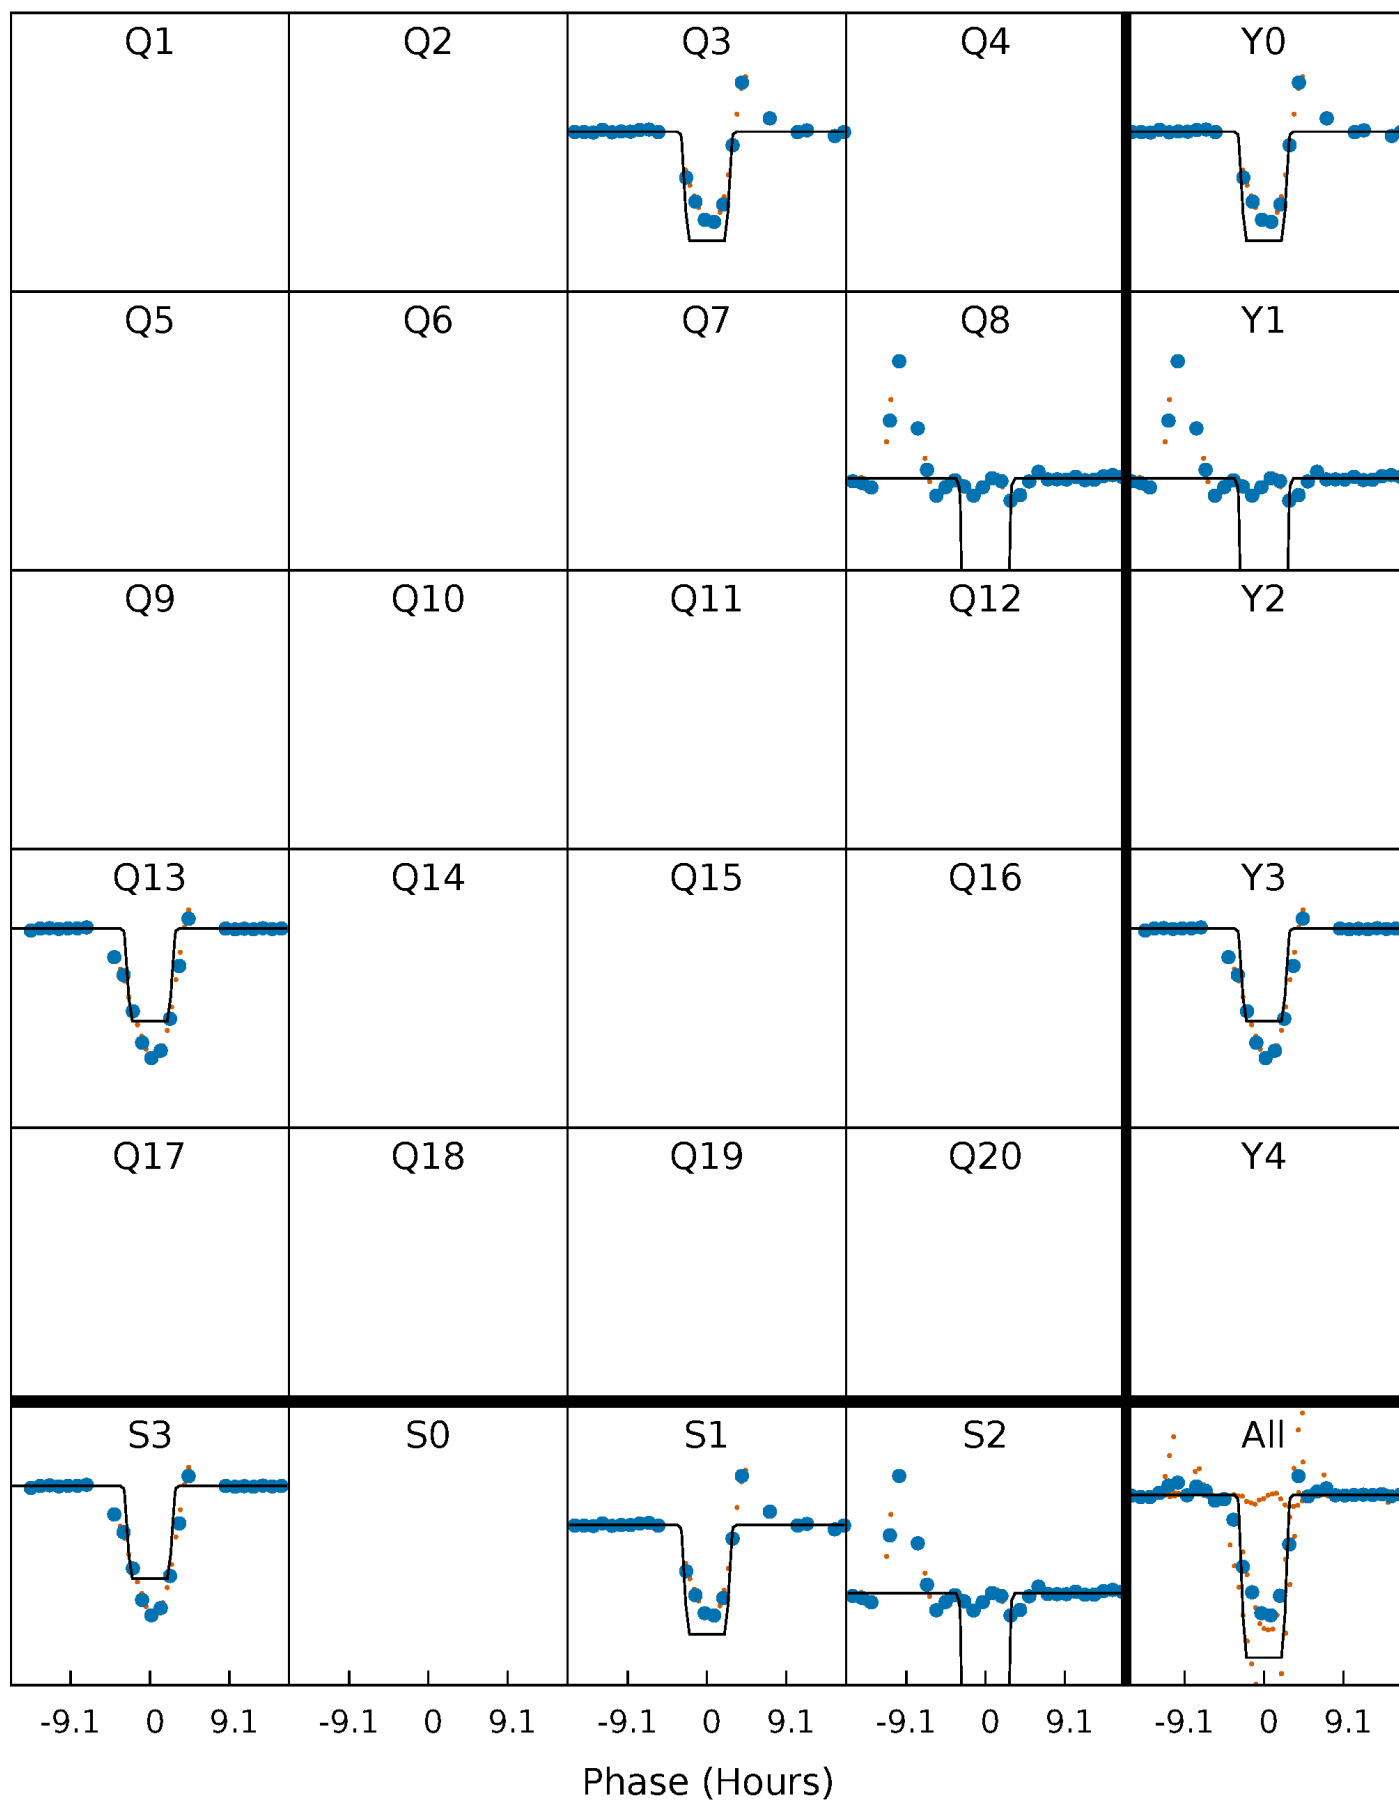 Q1 Q2 Q3 Q4 Y0
Q5 Q6 Q7 Q8 Y1
Q9 Q10 Q11 Q12 Y2
Q13 Q14 Q15 Q16 Y3
Q17 Q18 Q19 Q20 Y4
S3 S0 S1 S2 All
-9.1 0 9.1 -9.1 0 9.1 -9.1 0 9.1 -9.1 0 9.1 -9.1 0 9.1
Phase (Hours)